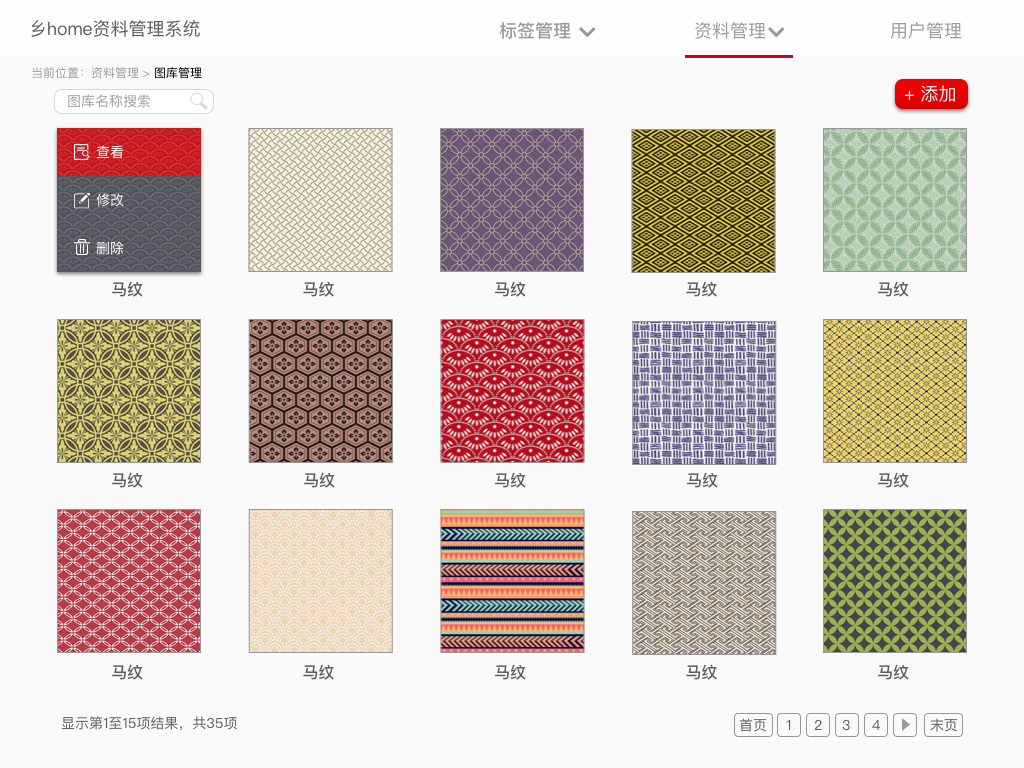 乡home资料管理系统
标签管理 资料管理 用户管理
当前位置：资料管理 > 图库管理
图库名称搜索
+ 添加
查看
修改
删除
马纹 马纹 马纹 马纹 马纹
马纹 马纹 马纹 马纹 马纹
马纹 马纹 马纹 马纹 马纹
显示第1至15项结果，共35项
首页 1 2 3 4 末页